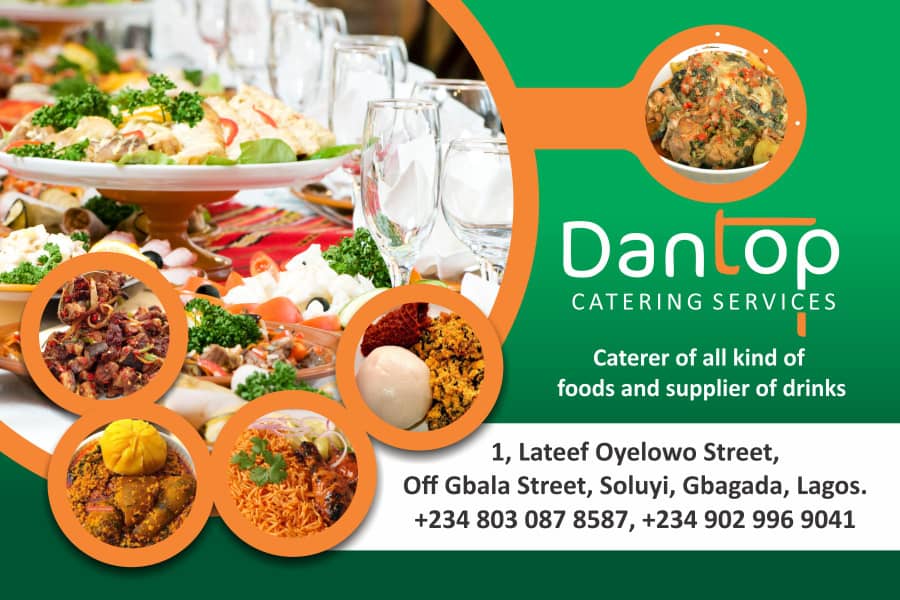 Dantop
CATERING SERVICES
Caterer of all kind of
foods and supplier of drinks
1, Lateef Oyelowo Street,
Off Gbala Street, Soluyi, Gbagada, Lagos.
+234 803 087 8587, +234 902 996 9041